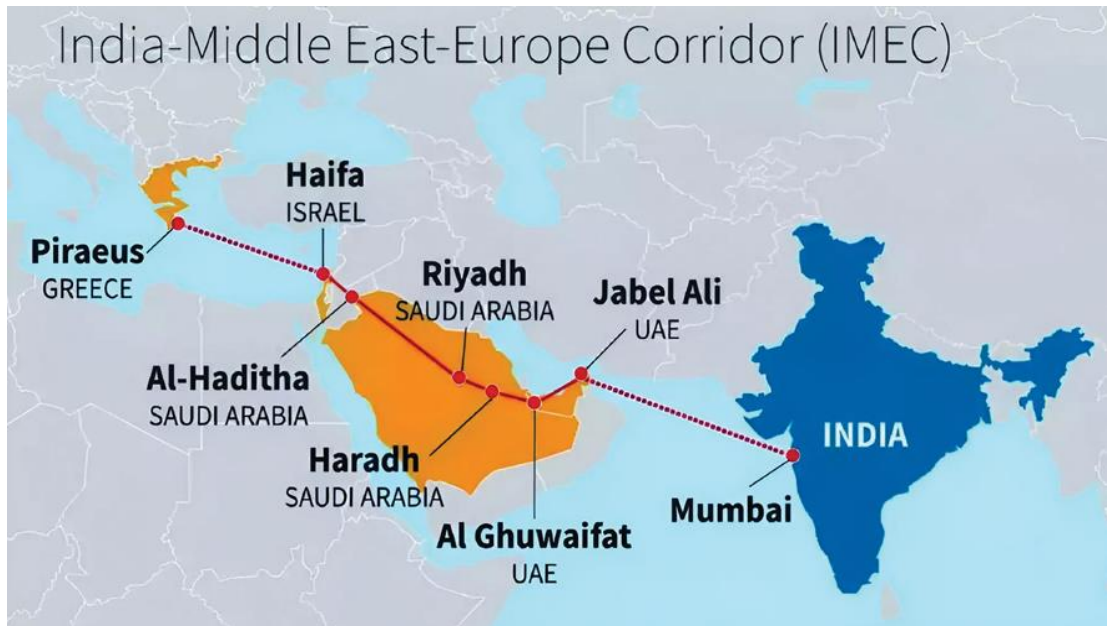 India-Middle East-Europe Corridor (IMEC)
Haifa
ISRAEL
Piraeus
GREECE
Riyadh
SAUDI ARABIA
Jabel Ali
UAE
Al-Haditha
SAUDI ARABIA
Haradh
SAUDI ARABIA
INDIA
Mumbai
Al Ghuwaifat
UAE